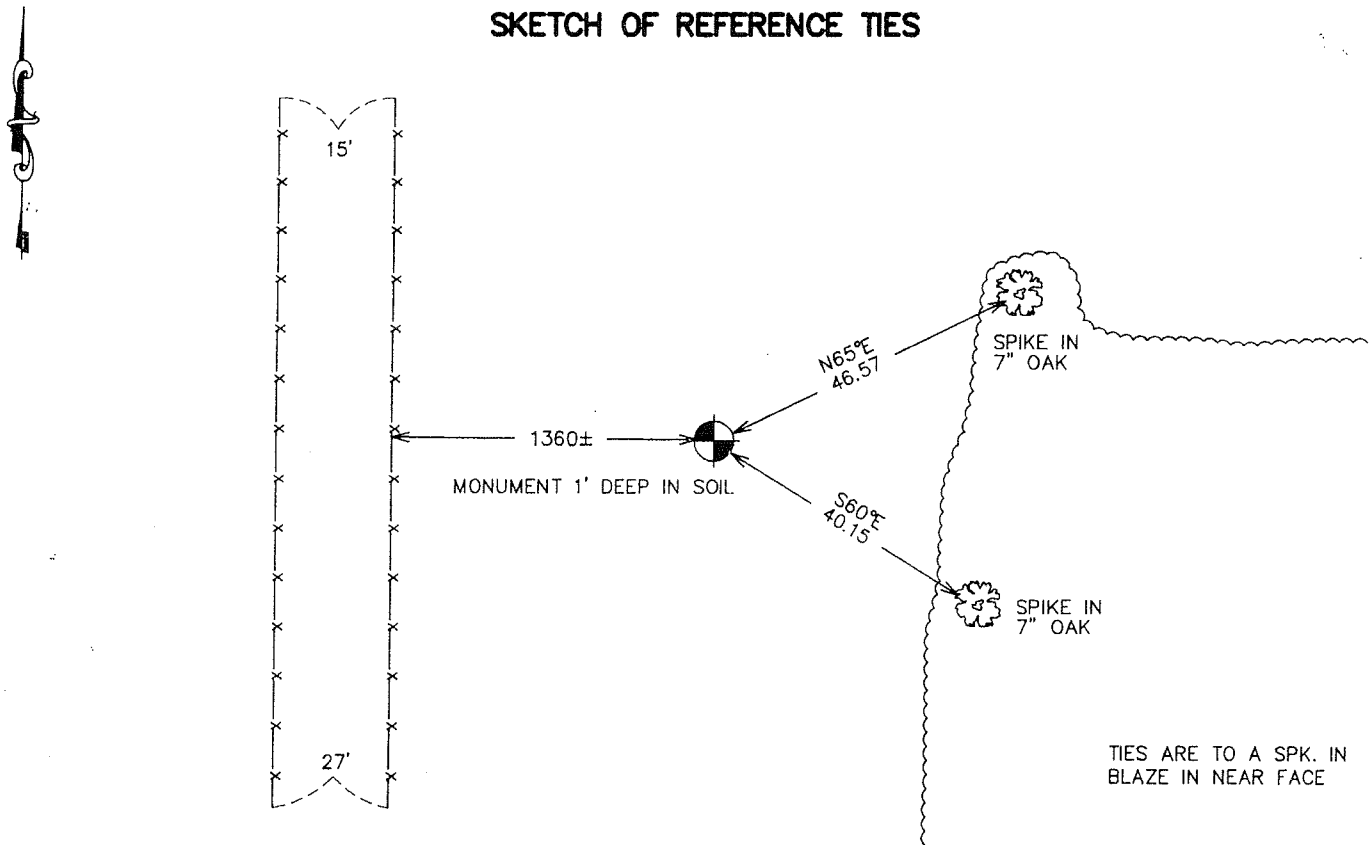 SKETCH OF REFERENCE TIES
15'
N65°E
46.57
SPIKE IN
7" OAK
1360±
MONUMENT 1' DEEP IN SOIL
S60°E
40.15
SPIKE IN
7" OAK
27'
TIES ARE TO A SPK. IN
BLAZE IN NEAR FACE